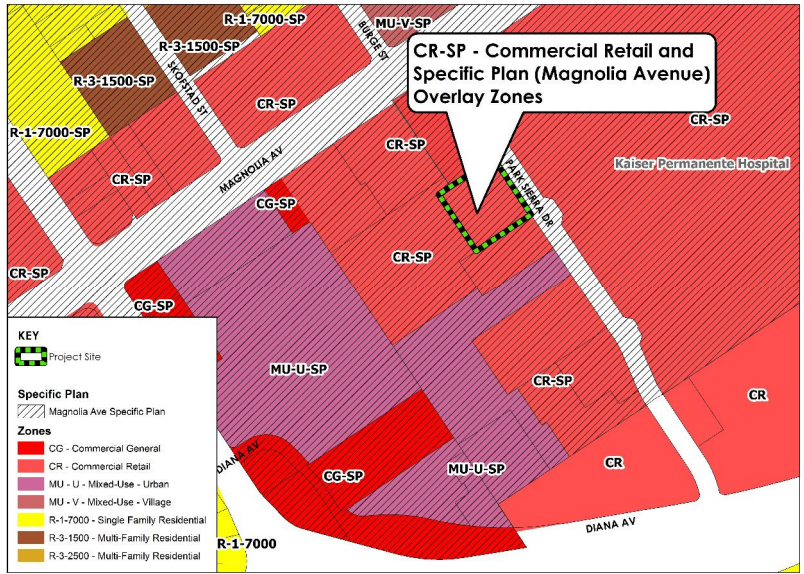 R-1-7000-SP
MU-V-SP
R-3-1500-SP
BURGE ST
CR-SP - Commercial Retail and
Specific Plan (Magnolia Avenue)
Overlay Zones
R-3-1500-SP
SKOFSTAD ST
CR-SP
CR-SP
R-1-7000-SP
CR-SP
Kaiser Permanente Hospital
MAGNOLIA AV
PARK SIERRA DR
CR-SP
CG-SP
CR-SP
CR-SP
CG-SP
KEY
Project Site
MU-U-SP
CR-SP
CR
Specific Plan
Magnolia Ave Specific Plan
Zones
CG - Commercial General
CR - Commercial Retail
MU - U - Mixed-Use - Urban
MU - V - Mixed-Use - Village
R-1-7000 - Single Family Residential
R-3-1500 - Multi-Family Residential
R-3-2500 - Multi-Family Residential
DIANA AV
CG-SP
MU-U-SP
CR
DIANA AV
R-1-7000